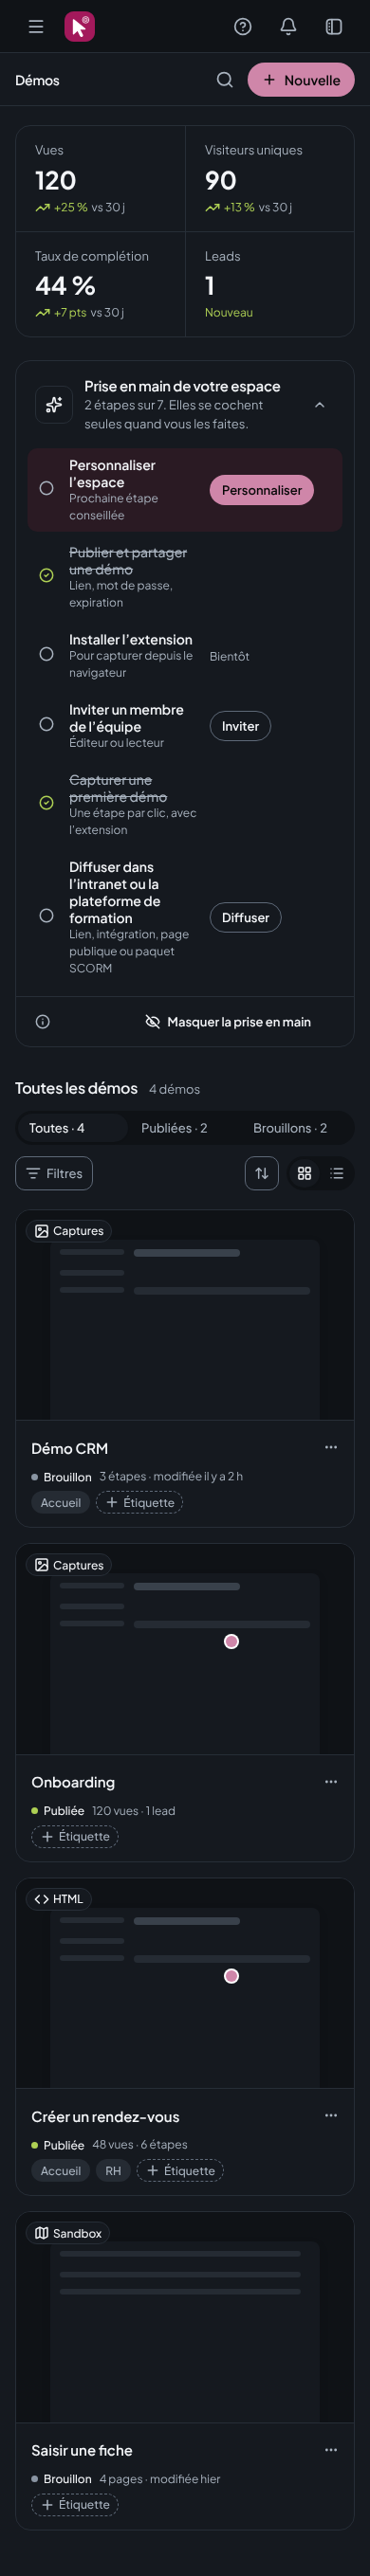 Démos
Nouvelle
Vues
120
+25 % vs 30 j
Visiteurs uniques
90
+13 % vs 30 j
Taux de complétion
44 %
+7 pts vs 30 j
Leads
1
Nouveau
Prise en main de votre espace
2 étapes sur 7. Elles se cochent
seules quand vous les faites.
Personnaliser
l’espace
Prochaine étape
conseillée
Personnaliser
Publier et partager
une démo
Lien, mot de passe,
expiration
Installer l’extension
Pour capturer depuis le
navigateur
Bientôt
Inviter un membre
de l’équipe
Éditeur ou lecteur
Inviter
Capturer une
première démo
Une étape par clic, avec
l’extension
Diffuser dans
l’intranet ou la
plateforme de
formation
Lien, intégration, page
publique ou paquet
SCORM
Diffuser
Masquer la prise en main
Toutes les démos 4 démos
Toutes · 4 Publiées · 2 Brouillons · 2
Filtres
Captures
Démo CRM
Brouillon 3 étapes · modifiée il y a 2 h
Accueil Étiquette
Captures
Onboarding
Publiée 120 vues · 1 lead
Étiquette
HTML
Créer un rendez-vous
Publiée 48 vues · 6 étapes
Accueil RH Étiquette
Sandbox
Saisir une fiche
Brouillon 4 pages · modifiée hier
Étiquette